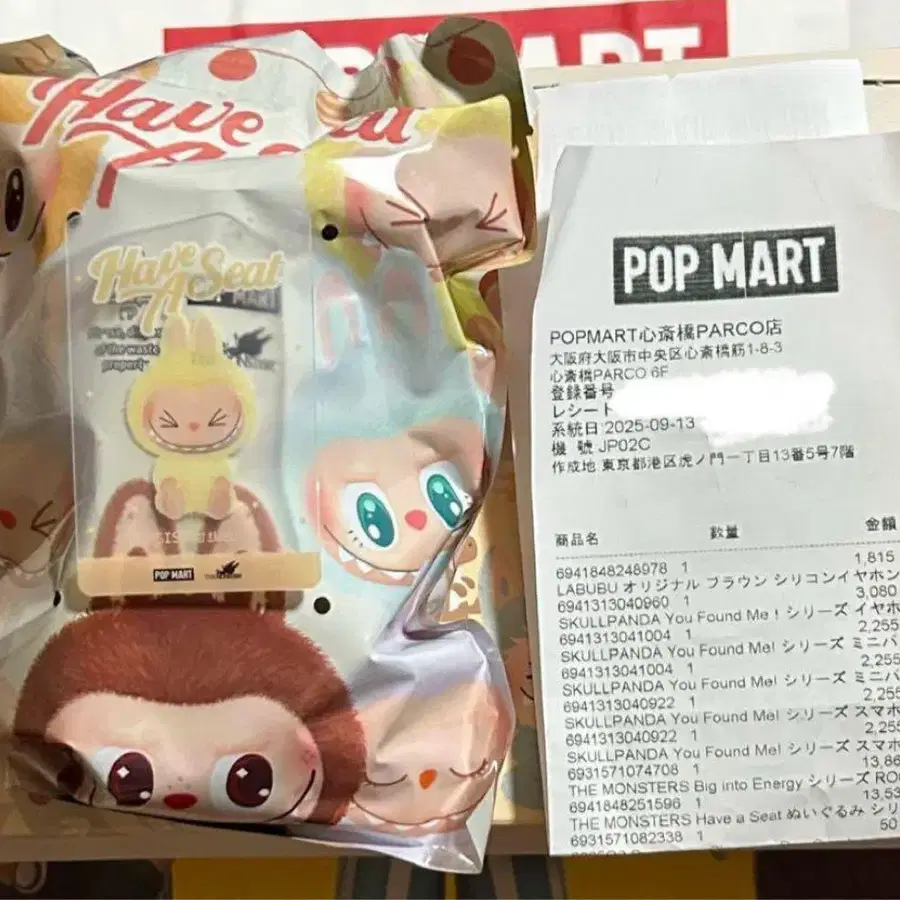 Have A Seat
Have
A Seat
POP MART
of the waste
property
POP MART
POP MART
POPMART心斎橋PARCO店
大阪府大阪市中央区心斎橋筋1-8-3
心斎橋PARCO 6F
登録番号
レシート
系統日 2025-09-13
機 號 JP02C
作成地 東京都港区虎ノ門一丁目13番5号7階
商品名 数量 金額
6941848248978 1 1,815
LABUBU オリジナル ブラウン シリコンイヤホン
6941313040960 1 3,080
SKULLPANDA You Found Me! シリーズ イヤホ
6941313041004 1 2,255
SKULLPANDA You Found Me! シリーズ ミニバ
6941313041004 1 2,255
SKULLPANDA You Found Me! シリーズ ミニバ
6941313040922 1 2,255
SKULLPANDA You Found Me! シリーズ スマホ
6941313040922 1 2,255
SKULLPANDA You Found Me! シリーズ スマホ
6931571074708 1 13,86
THE MONSTERS Big into Energy シリーズ RO
6941848251596 1 13,53
THE MONSTERS Have a Seat ぬいぐるみ シリ
6931571082338 1 50